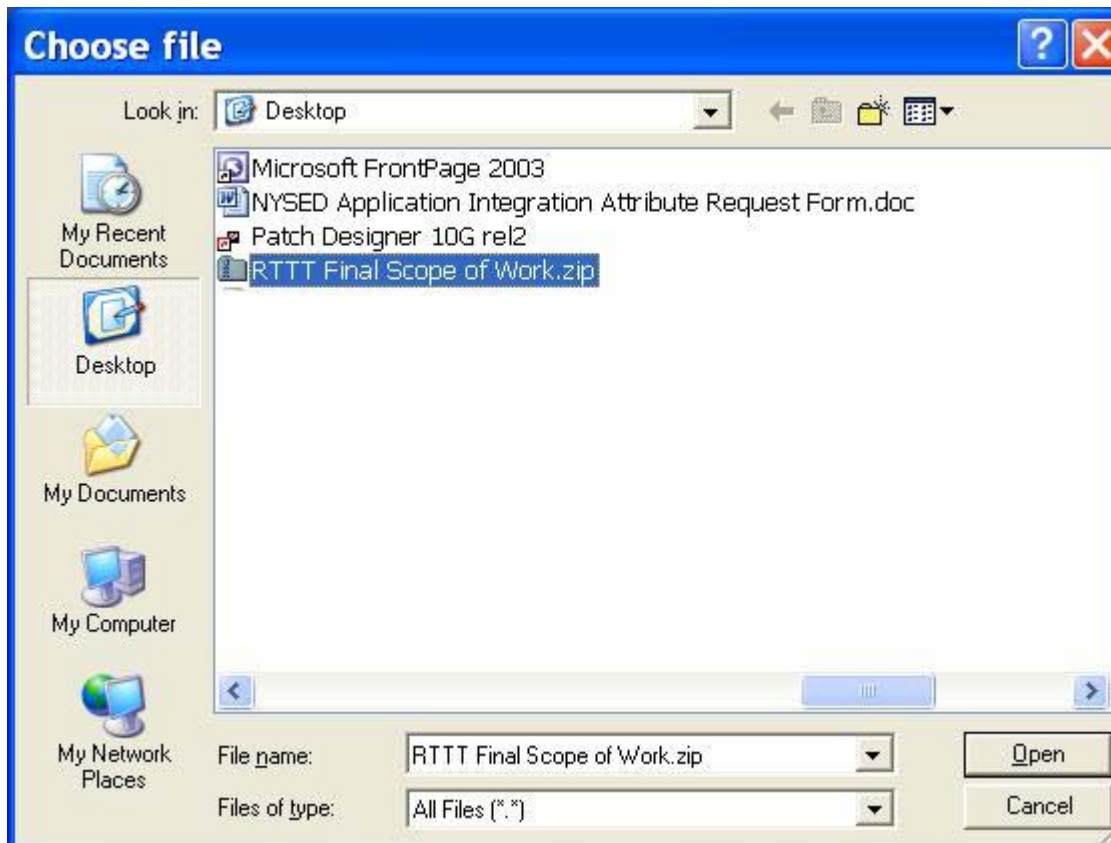 Choose file
Look in: Desktop
Microsoft FrontPage 2003
NYSED Application Integration Attribute Request Form.doc
Patch Designer 10G rel2
RTTT Final Scope of Work.zip
My Recent
Documents
Desktop
My Documents
My Computer
My Network
Places
File name: RTTT Final Scope of Work.zip Open
Files of type: All Files (*.*) Cancel